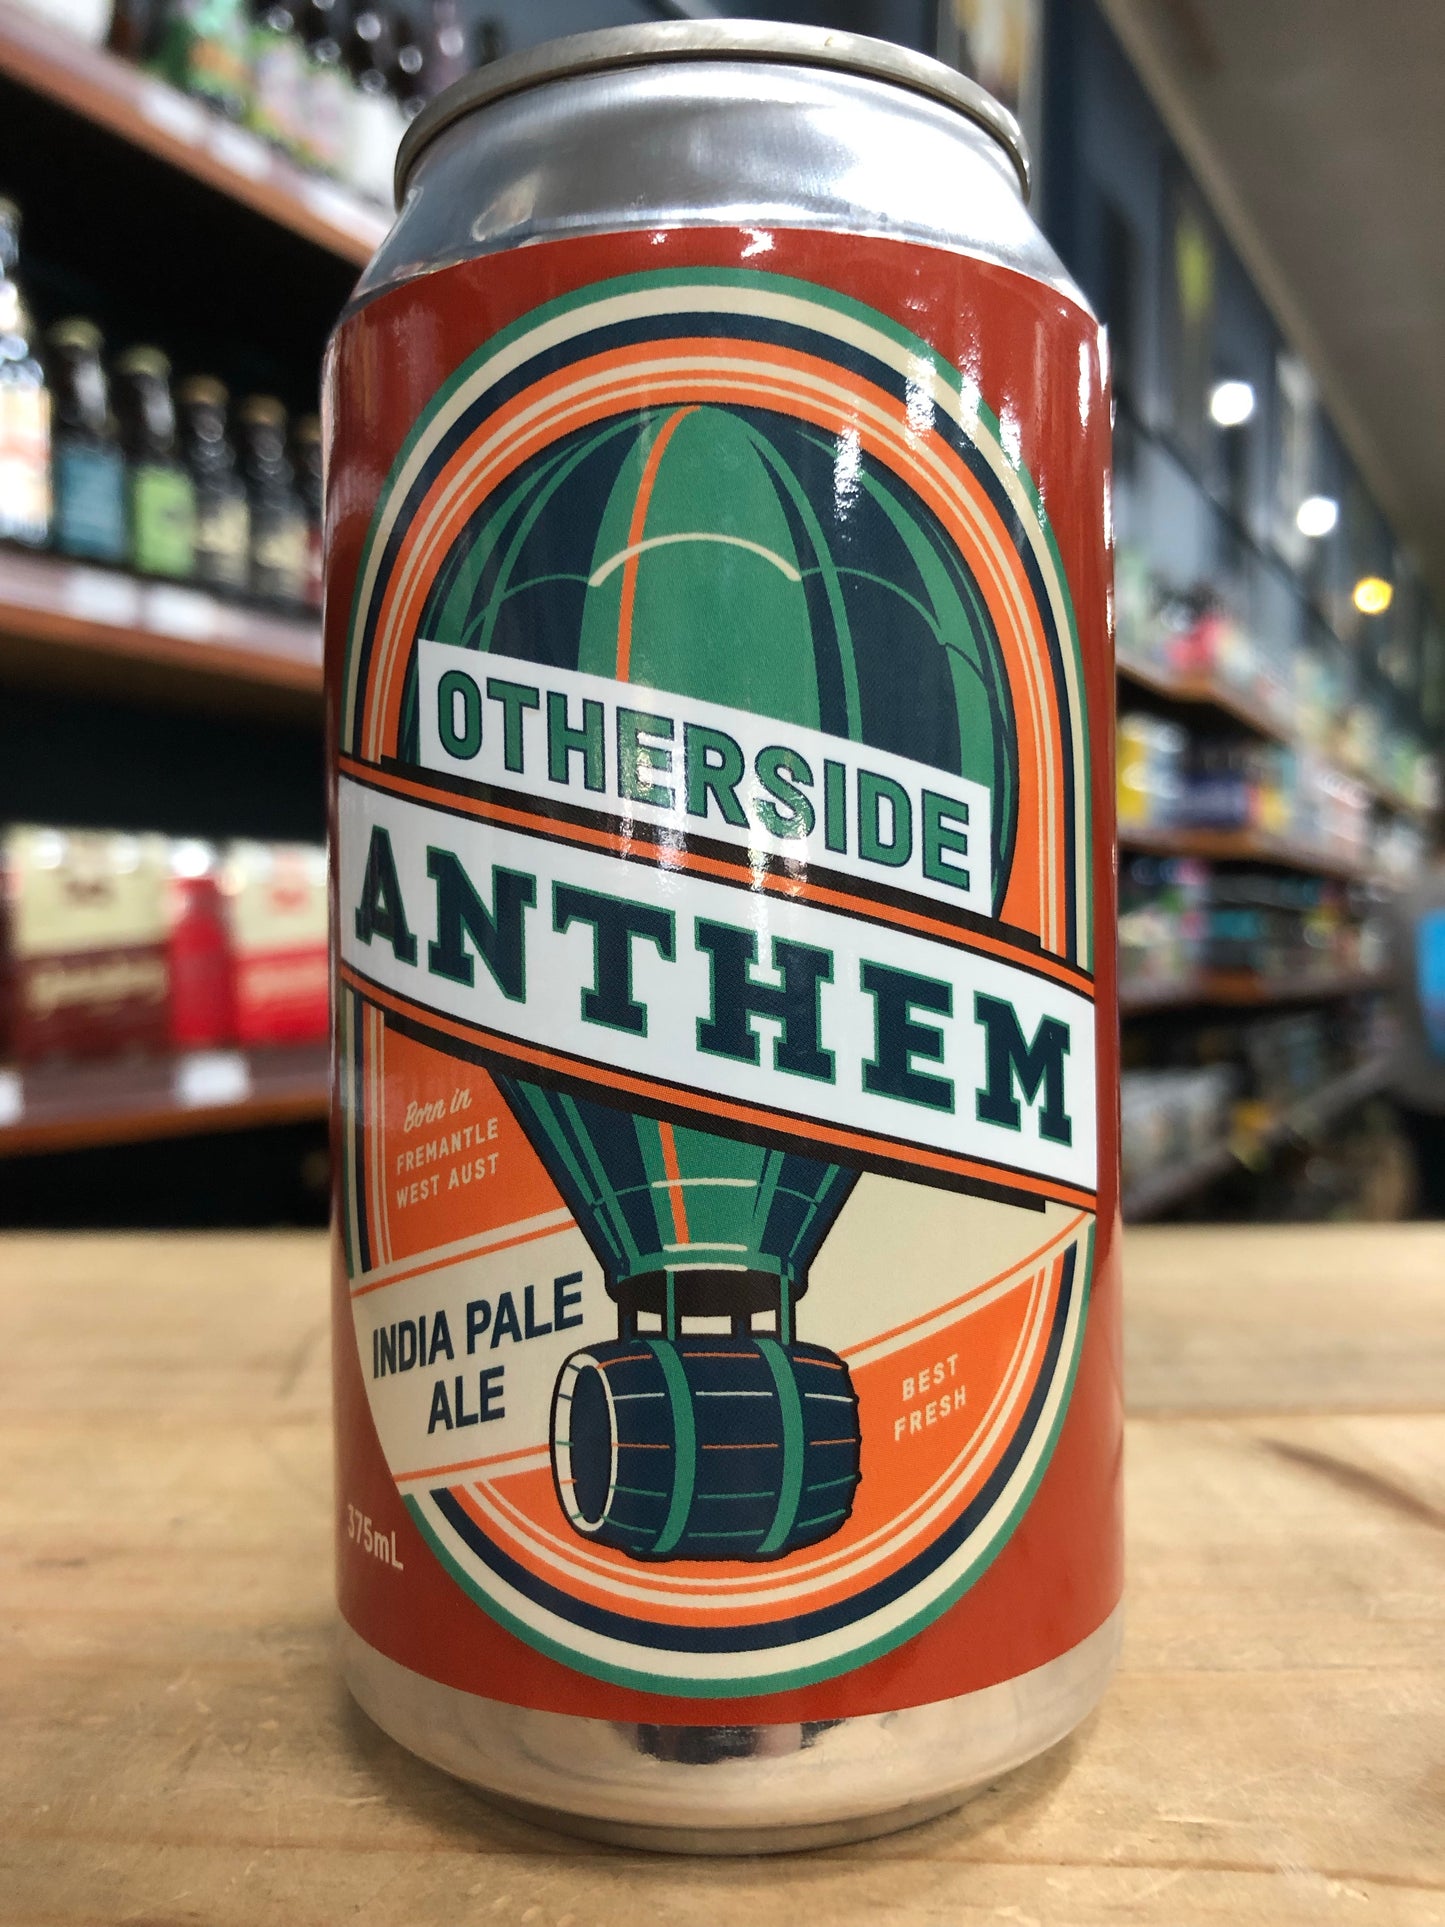 OTHERSIDE
ANTHEM
Born in
FREMANTLE
WEST AUST
INDIA PALE
ALE
BEST
FRESH
375mL